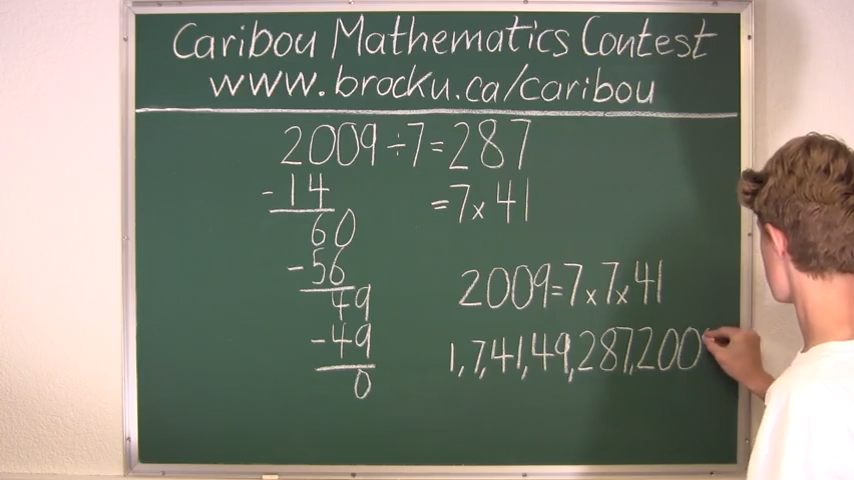 Caribou Mathematics Contest
www.brocku.ca/caribou
2009 ÷ 7 = 287
-14
= 7 x 41
60
-56
49
2009 = 7 x 7 x 41
-49
1, 7, 41, 49, 287, 200
0